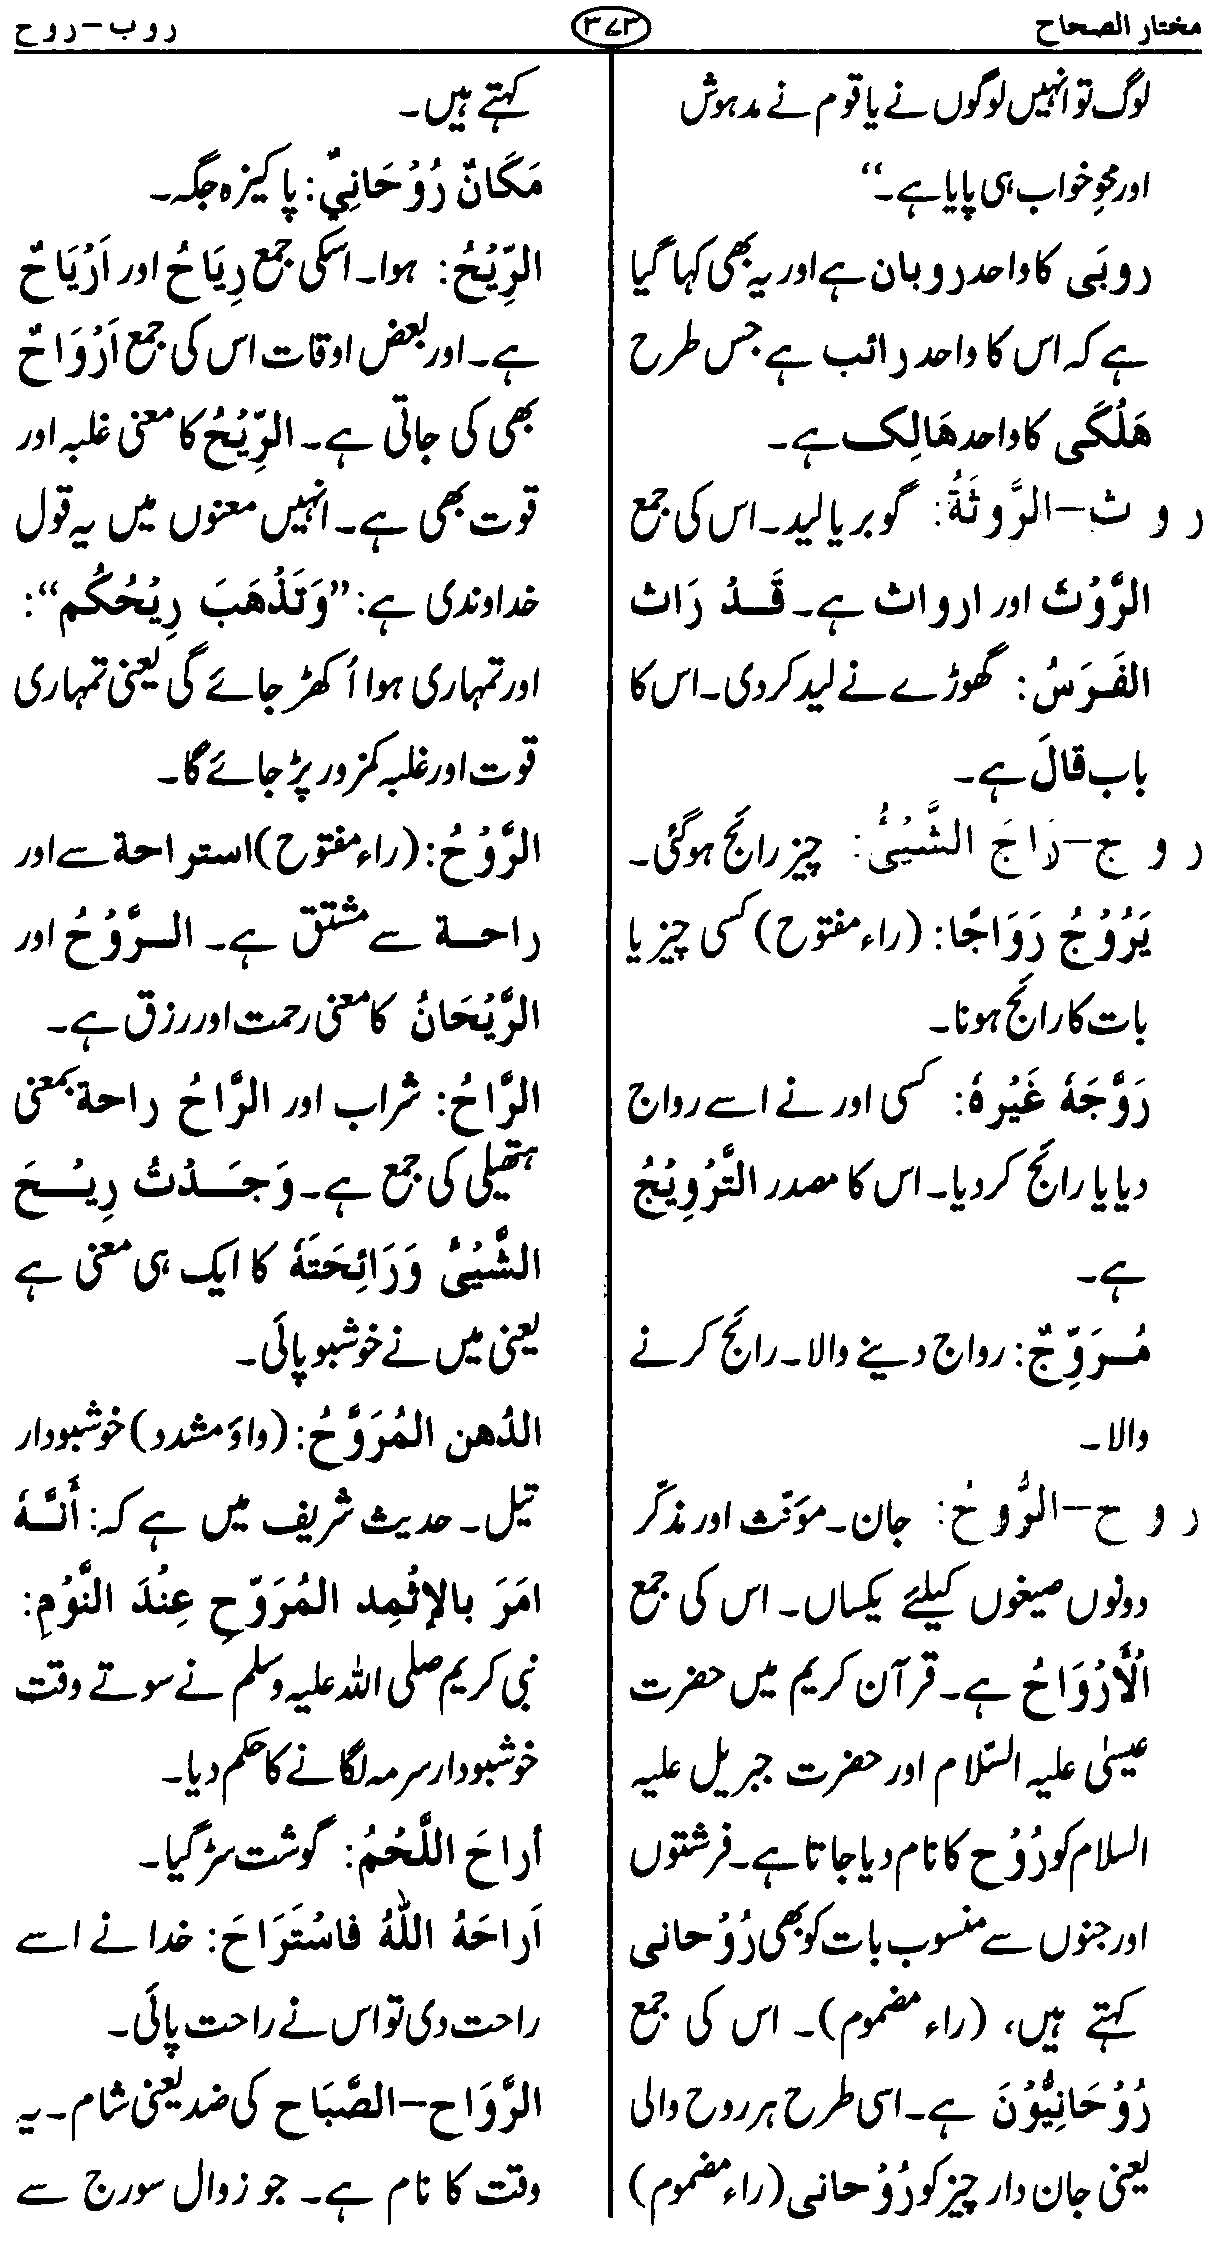 مختار الصحاح
۳۷۳
روب–روح
لوگ تو انہیں لوگوں نے یا قوم نے مدہوش
اور محوِ خواب ہی پایا ہے۔‘‘
روبَی کا واحد روبان ہے اور یہ بھی کہا گیا
ہے کہ اس کا واحد رائب ہے جس طرح
هَلْكَى کا واحد هَالِک ہے۔
ر و ث–الرَّوثَةُ: گوبر یا لید۔ اس کی جمع
الرَّوْث اور ارواث ہے۔ قَدْ رَاث
الفَرَسُ: گھوڑے نے لید کردی۔ اس کا
باب قالَ ہے۔
ر و ج–رَاجَ الشَّيْئُ: چیز رائج ہوگئی۔
يَرُوْجُ رَوَاجًا: (راء مفتوح) کسی چیز یا
بات کا رائج ہونا۔
رَوَّجَهٗ غَيْرُهٗ: کسی اور نے اسے رواج
دیا یا رائج کردیا۔ اس کا مصدر التَّرْوِيْجُ
ہے۔
مُرَوِّجٌ: رواج دینے والا۔ رائج کرنے
والا۔
ر و ح–الرُّوحُ: جان۔ مؤنّث اور مذکّر
دونوں صیغوں کیلئے یکساں۔ اس کی جمع
الْأَرْوَاحُ ہے۔ قرآن کریم میں حضرت
عیسیٰ علیہ السّلام اور حضرت جبریل علیہ
السلام کو رُوْح کا نام دیا جاتا ہے۔ فرشتوں
اور جنوں سے منسوب بات کو بھی رُوْحانی
کہتے ہیں، (راء مضموم)۔ اس کی جمع
رُوْحَانِيُّوْنَ ہے۔ اسی طرح ہر روح والی
یعنی جان دار چیز کو رُوْحانی (راء مضموم)
کہتے ہیں۔
مَكَانٌ رُوْحَانِيٌّ: پاکیزہ جگہ۔
الرِّيْحُ: ہوا۔ اسکی جمع رِيَاحُ اور اَرْيَاحٌ
ہے۔ اور بعض اوقات اس کی جمع اَرْوَاحٌ
بھی کی جاتی ہے۔ الرِّيْحُ کا معنی غلبہ اور
قوت بھی ہے۔ انہیں معنوں میں یہ قول
خداوندی ہے: ’’وَتَذْهَبَ رِيْحُكُم‘‘:
اور تمہاری ہوا اُکھڑ جائے گی یعنی تمہاری
قوت اور غلبہ کمزور پڑ جائے گا۔
الرَّوْحُ: (راء مفتوح) استراحة سے اور
راحة سے مشتق ہے۔ الرَّوْحُ اور
الرَّيْحَانُ کا معنی رحمت اور رزق ہے۔
الرَّاحُ: شراب اور الرَّاحُ راحة بمعنی
ہتھیلی کی جمع ہے۔ وَجَدْتُ رِيْحَ
الشَّيْئُ وَرَائِحَتَهٗ کا ایک ہی معنی ہے
یعنی میں نے خوشبو پائی۔
الدُهن المُرَوَّحُ: (واؤ مشدد) خوشبودار
تیل۔ حدیث شریف میں ہے کہ: أنَّهٗ
امَرَ بالإثْمِد المُرَوّحِ عِنْدَ النَّوْمِ:
نبی کریم صلی اللہ علیہ وسلم نے سوتے وقت
خوشبودار سرمہ لگانے کا حکم دیا۔
أراحَ اللَّحْمُ: گوشت سڑ گیا۔
اَراحَهُ اللّٰهُ فاسْتَرَاحَ: خدا نے اسے
راحت دی تو اس نے راحت پائی۔
الرَّوَاح–الصَّبَاح کی ضد یعنی شام۔ یہ
وقت کا نام ہے۔ جو زوال سورج سے